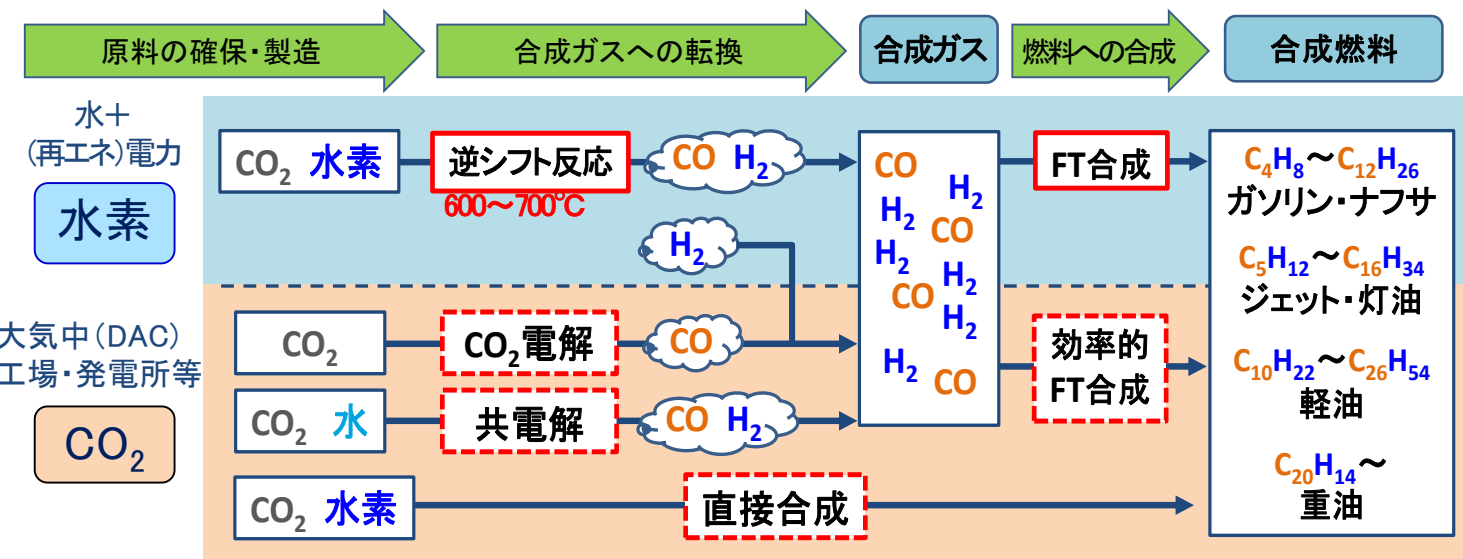 原料の確保・製造
合成ガスへの転換
合成ガス
燃料への合成
合成燃料
水＋
(再エネ)電力
水素
大気中(DAC)
工場・発電所等
CO₂
CO₂ 水素
逆シフト反応
600～700℃
CO H₂
H₂
CO₂
CO₂電解
CO
CO₂ 水
共電解
CO H₂
CO₂ 水素
直接合成
CO
H₂
H₂
CO
H₂
H₂
CO
H₂
H₂
CO
FT合成
効率的
FT合成
C₄H₈～C₁₂H₂₆
ガソリン・ナフサ
C₅H₁₂～C₁₆H₃₄
ジェット・灯油
C₁₀H₂₂～C₂₆H₅₄
軽油
C₂₀H₁₄～
重油